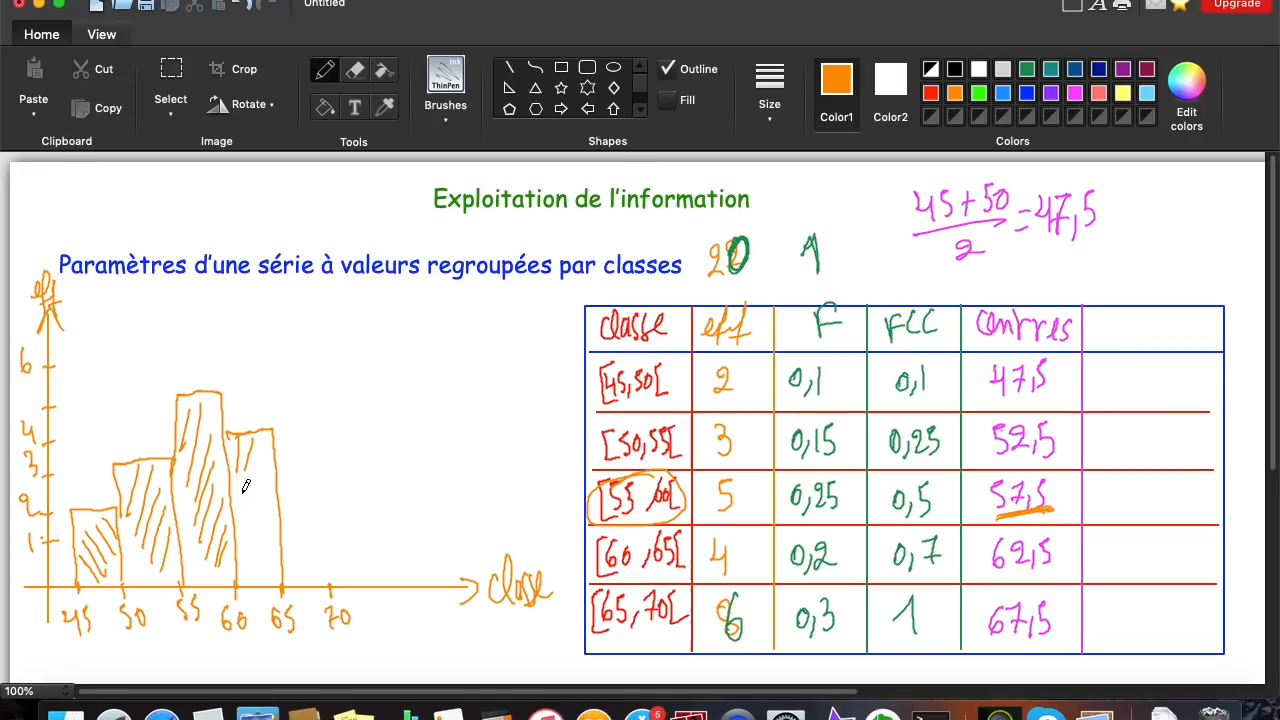 Untitled
Upgrade
Home View
Paste
Cut
Copy
Clipboard
Select
Crop
Rotate
Image
Tools
Ink
ThinPen
Brushes
Outline
Fill
Shapes
Size
Color1
Color2
Edit
colors
Colors
Exploitation de l'information
45+50
2
=47,5
Paramètres d'une série à valeurs regroupées par classes
20
1
eff
6
4
3
2
1
45 50 55 60 65 70
classe
classe eff F FCC Centres
[45,50[ 2 0,1 0,1 47,5
[50,55[ 3 0,15 0,25 52,5
[55,60[ 5 0,25 0,5 57,5
[60,65[ 4 0,2 0,7 62,5
[65,70[ 6 0,3 1 67,5
100%
5